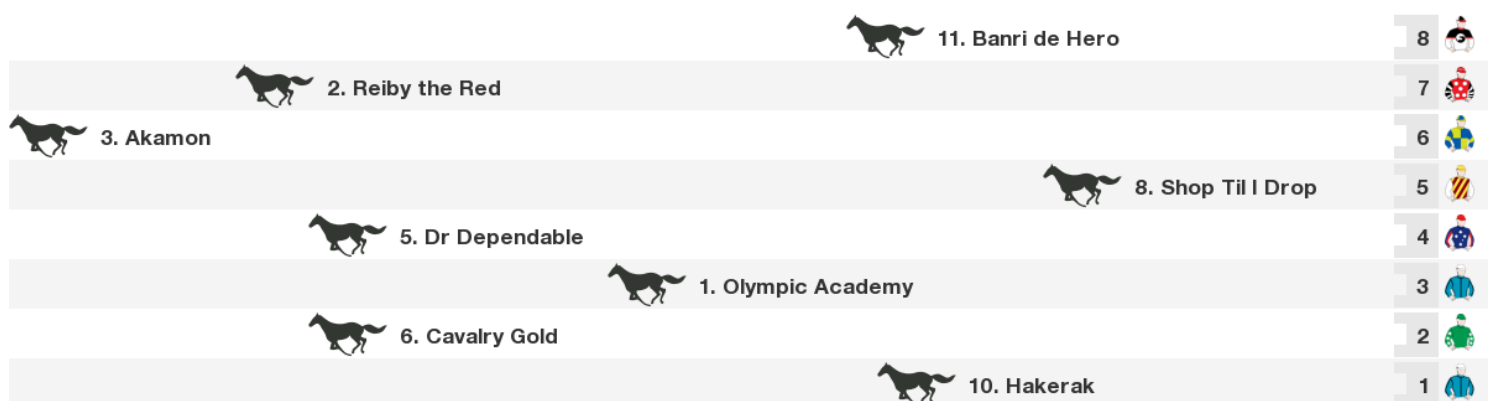 11. Banri de Hero 8
2. Reiby the Red 7
3. Akamon 6
8. Shop Til I Drop 5
5. Dr Dependable 4
1. Olympic Academy 3
6. Cavalry Gold 2
10. Hakerak 1